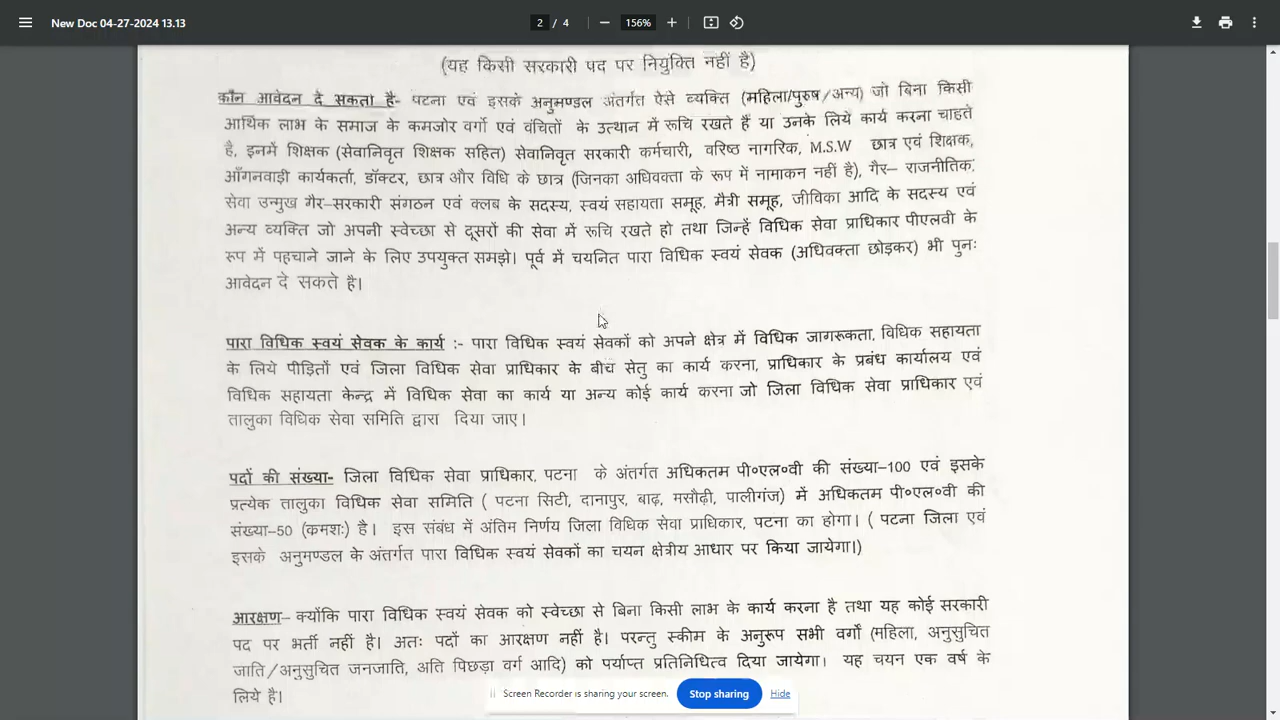 New Doc 04-27-2024 13.13
2 / 4
156%
(यह किसी सरकारी पद पर नियुक्ति नहीं है)
कौन आवेदन दे सकता है- पटना एवं इसके अनुमण्डल अंतर्गत ऐसे व्यक्ति (महिला/पुरुष/अन्य) जो बिना किसी
आर्थिक लाभ के समाज के कमजोर वर्गो एवं वंचितों के उत्थान में रूचि रखते हैं या उनके लिये कार्य करना चाहते
है, इनमें शिक्षक (सेवानिवृत शिक्षक सहित) सेवानिवृत सरकारी कर्मचारी, वरिष्ठ नागरिक, M.S.W छात्र एवं शिक्षक,
आँगनवाड़ी कार्यकर्ता, डॉक्टर, छात्र और विधि के छात्र (जिनका अधिवक्ता के रूप में नामाकन नहीं है), गैर– राजनीतिक,
सेवा उन्मुख गैर–सरकारी संगठन एवं क्लब के सदस्य, स्वयं सहायता समूह, मैत्री समूह, जीविका आदि के सदस्य एवं
अन्य व्यक्ति जो अपनी स्वेच्छा से दूसरों की सेवा में रूचि रखते हो तथा जिन्हें विधिक सेवा प्राधिकार पीएलवी के
रूप में पहचाने जाने के लिए उपयुक्त समझे। पूर्व में चयनित पारा विधिक स्वयं सेवक (अधिवक्ता छोड़कर) भी पुनः
आवेदन दे सकते है।
पारा विधिक स्वयं सेवक के कार्य :- पारा विधिक स्वयं सेवकों को अपने क्षेत्र में विधिक जागरूकता, विधिक सहायता
के लिये पीड़ितों एवं जिला विधिक सेवा प्राधिकार के बीच सेतु का कार्य करना, प्राधिकार के प्रबंध कार्यालय एवं
विधिक सहायता केन्द्र में विधिक सेवा का कार्य या अन्य कोई कार्य करना जो जिला विधिक सेवा प्राधिकार एवं
तालुका विधिक सेवा समिति द्वारा दिया जाए।
पदों की संख्या- जिला विधिक सेवा प्राधिकार, पटना के अंतर्गत अधिकतम पी०एल०वी की संख्या–100 एवं इसके
प्रत्येक तालुका विधिक सेवा समिति ( पटना सिटी, दानापुर, बाढ़, मसौढ़ी, पालीगंज) में अधिकतम पी०एल०वी की
संख्या–50 (कमशः) है। इस संबंध में अंतिम निर्णय जिला विधिक सेवा प्राधिकार, पटना का होगा। ( पटना जिला एवं
इसके अनुमण्डल के अंतर्गत पारा विधिक स्वयं सेवकों का चयन क्षेत्रीय आधार पर किया जायेगा।)
आरक्षण– क्योंकि पारा विधिक स्वयं सेवक को स्वेच्छा से बिना किसी लाभ के कार्य करना है तथा यह कोई सरकारी
पद पर भर्ती नहीं है। अतः पदों का आरक्षण नहीं है। परन्तु स्कीम के अनुरूप सभी वर्गों (महिला, अनुसुचित
जाति/अनुसुचित जनजाति, अति पिछड़ा वर्ग आदि) को पर्याप्त प्रतिनिधित्व दिया जायेगा। यह चयन एक वर्ष के
लिये है।
Screen Recorder is sharing your screen.
Stop sharing
Hide